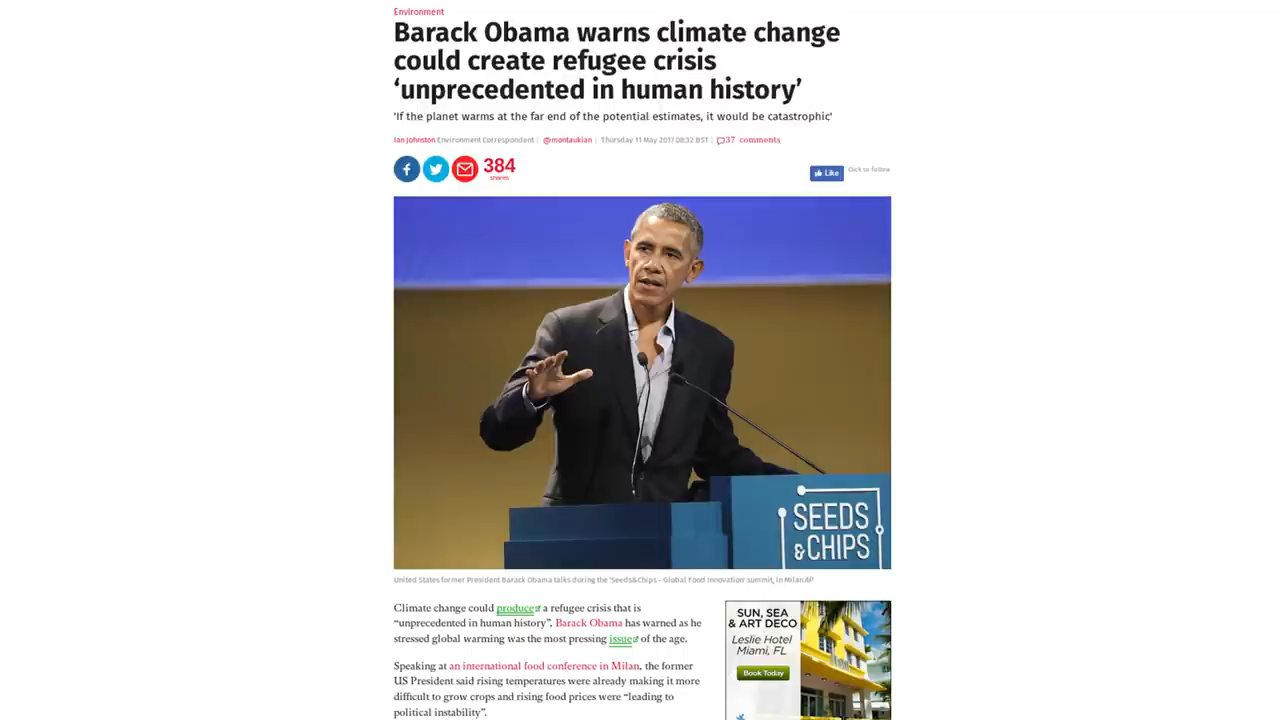 Environment
Barack Obama warns climate change
could create refugee crisis
‘unprecedented in human history’
'If the planet warms at the far end of the potential estimates, it would be catastrophic'
Ian Johnston Environment Correspondent | @montaukian | Thursday 11 May 2017 08:32 BST | 37 comments
384
shares
Like
Click to follow
SEEDS
&CHIPS
United States former President Barack Obama talks during the 'Seeds&Chips - Global Food Innovation' summit, in Milan AP
Climate change could produce a refugee crisis that is
“unprecedented in human history”, Barack Obama has warned as he
stressed global warming was the most pressing issue of the age.
Speaking at an international food conference in Milan, the former
US President said rising temperatures were already making it more
difficult to grow crops and rising food prices were “leading to
political instability”.
SUN, SEA
& ART DECO
Leslie Hotel
Miami, FL
Book Today